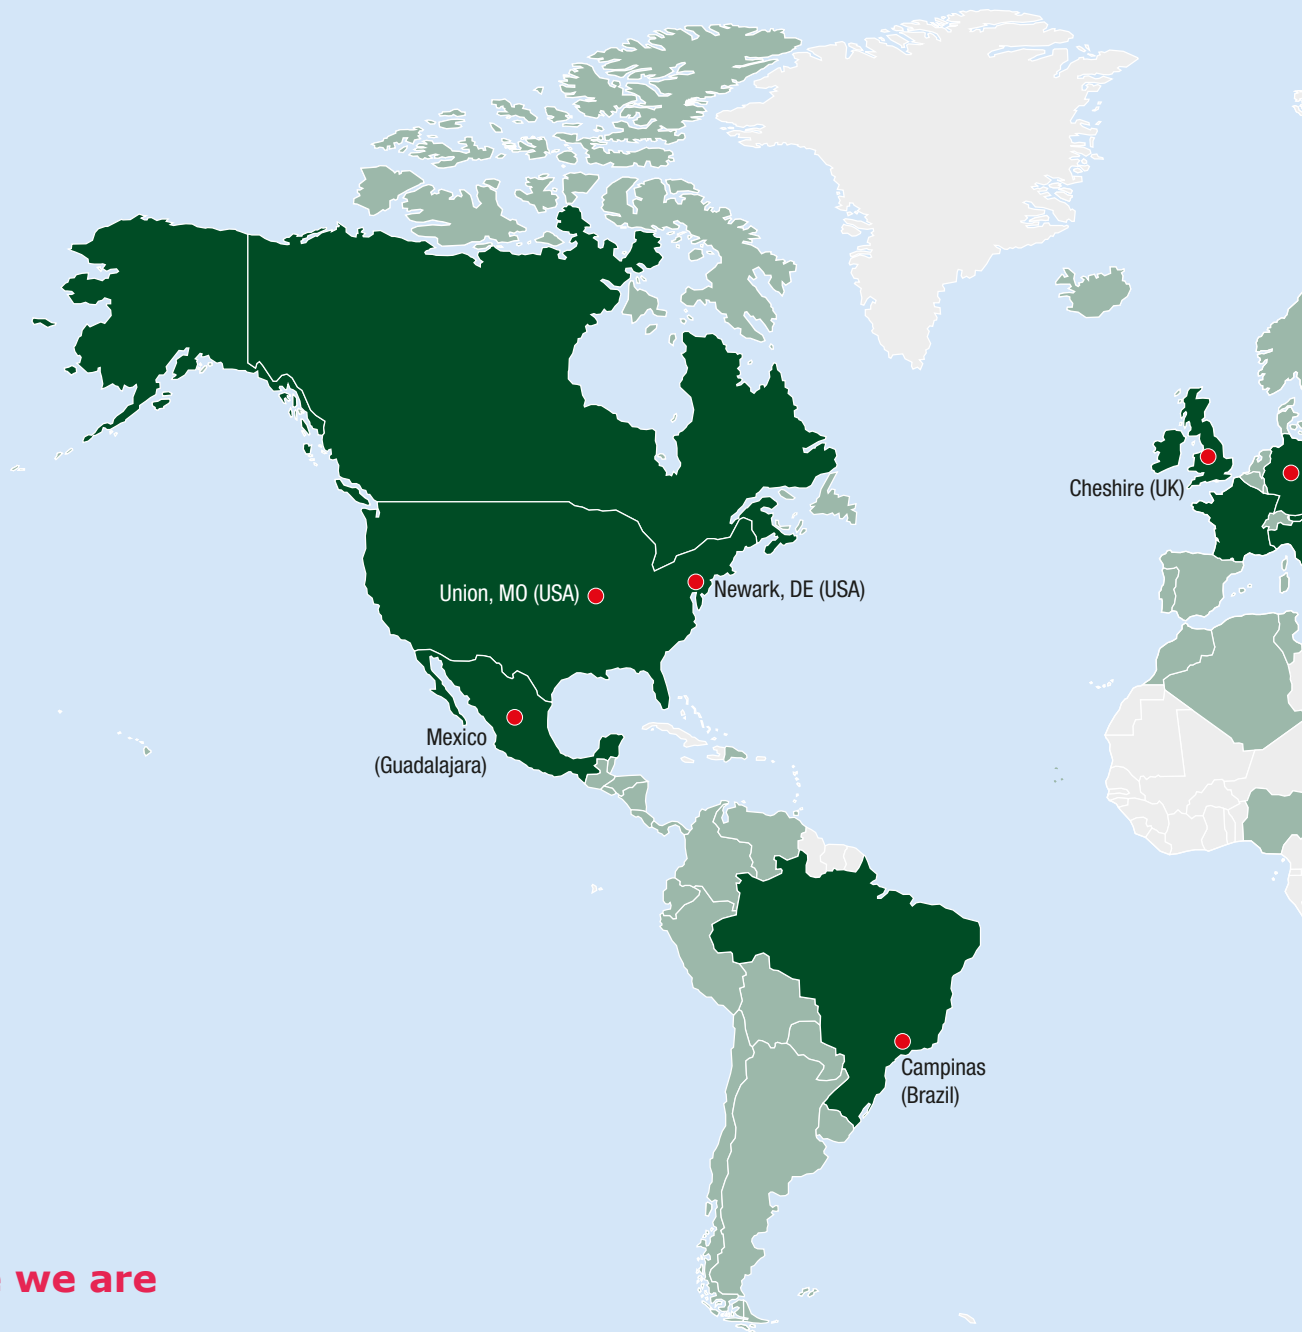 Cheshire (UK)
Union, MO (USA)
Newark, DE (USA)
Mexico
(Guadalajara)
Campinas
(Brazil)
we are